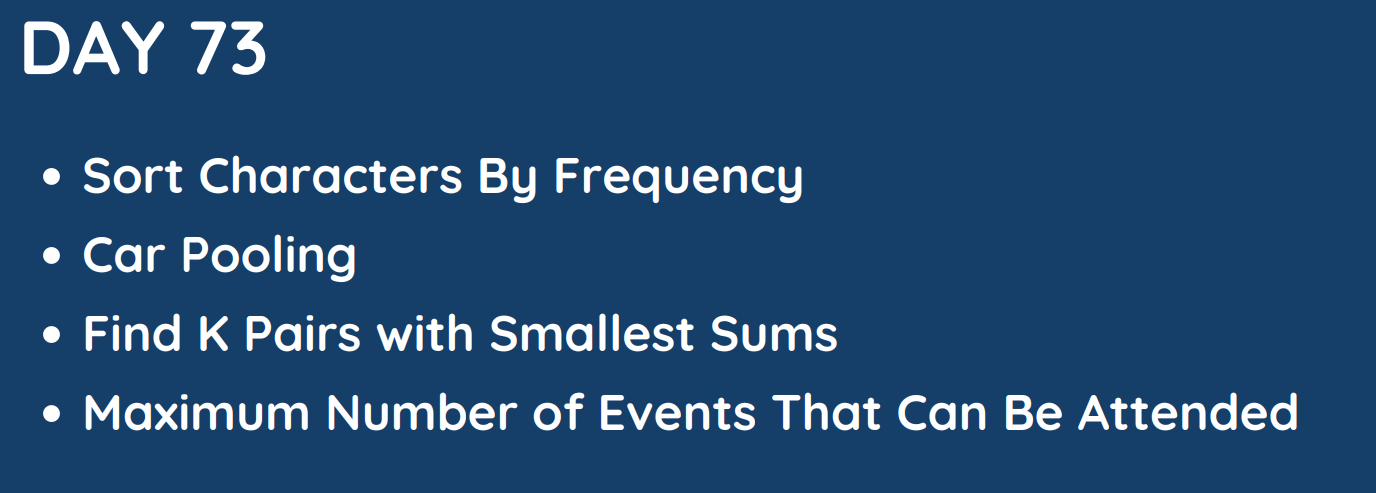 DAY 73
• Sort Characters By Frequency
• Car Pooling
• Find K Pairs with Smallest Sums
• Maximum Number of Events That Can Be Attended